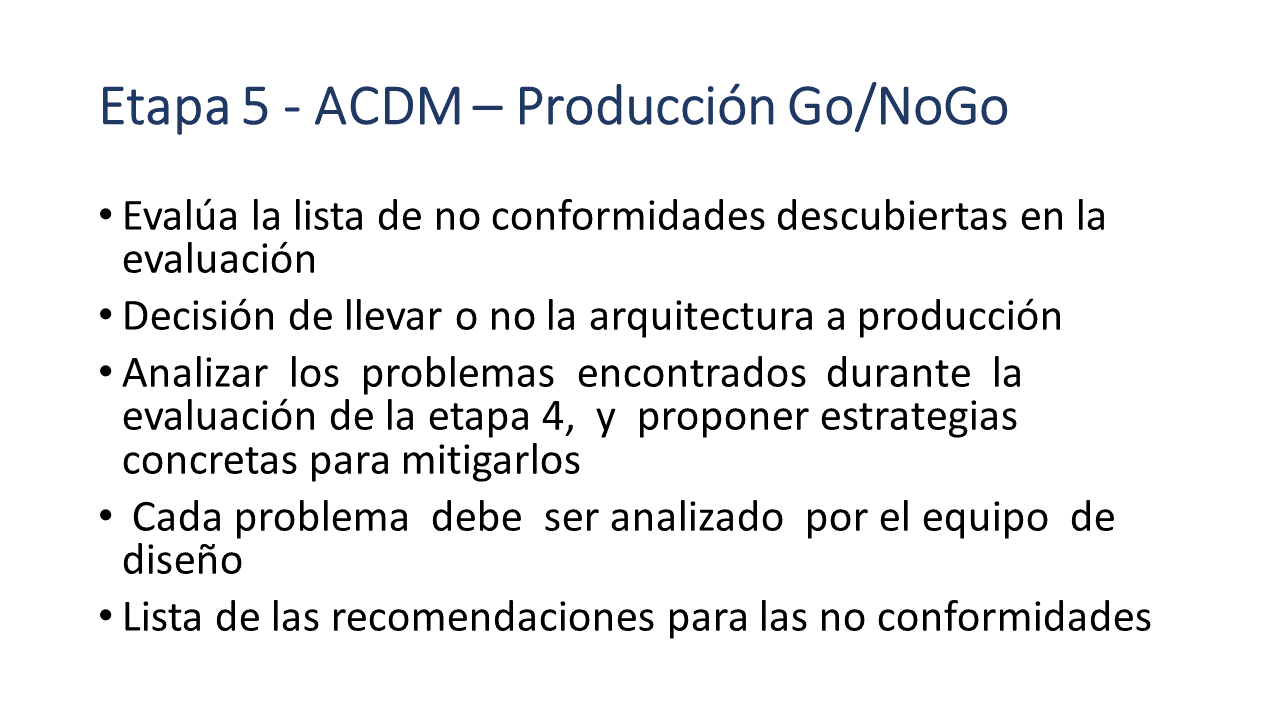 Etapa 5 - ACDM – Producción Go/NoGo
• Evalúa la lista de no conformidades descubiertas en la
evaluación
• Decisión de llevar o no la arquitectura a producción
• Analizar los problemas encontrados durante la
evaluación de la etapa 4, y proponer estrategias
concretas para mitigarlos
• Cada problema debe ser analizado por el equipo de
diseño
• Lista de las recomendaciones para las no conformidades